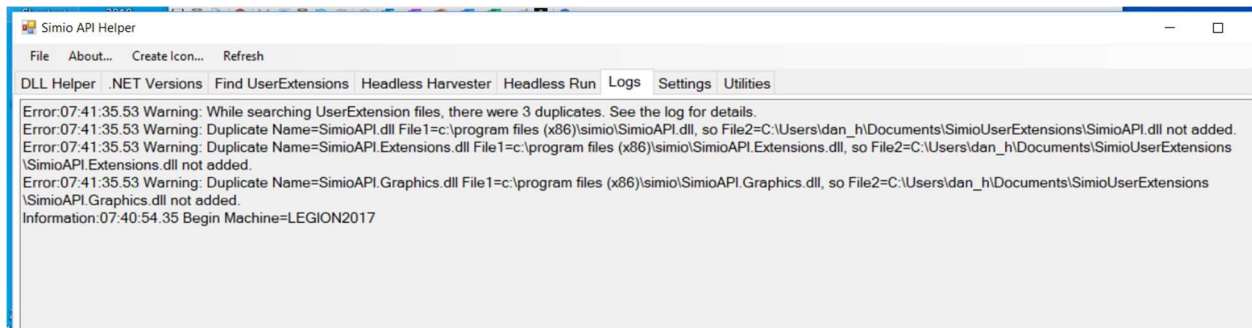 Simio API Helper
File About... Create Icon... Refresh
DLL Helper .NET Versions Find UserExtensions Headless Harvester Headless Run Logs Settings Utilities
Error:07:41:35.53 Warning: While searching UserExtension files, there were 3 duplicates. See the log for details.
Error:07:41:35.53 Warning: Duplicate Name=SimioAPI.dll File1=c:\program files (x86)\simio\SimioAPI.dll, so File2=C:\Users\dan_h\Documents\SimioUserExtensions\SimioAPI.dll not added.
Error:07:41:35.53 Warning: Duplicate Name=SimioAPI.Extensions.dll File1=c:\program files (x86)\simio\SimioAPI.Extensions.dll, so File2=C:\Users\dan_h\Documents\SimioUserExtensions
\SimioAPI.Extensions.dll not added.
Error:07:41:35.53 Warning: Duplicate Name=SimioAPI.Graphics.dll File1=c:\program files (x86)\simio\SimioAPI.Graphics.dll, so File2=C:\Users\dan_h\Documents\SimioUserExtensions
\SimioAPI.Graphics.dll not added.
Information:07:40:54.35 Begin Machine=LEGION2017